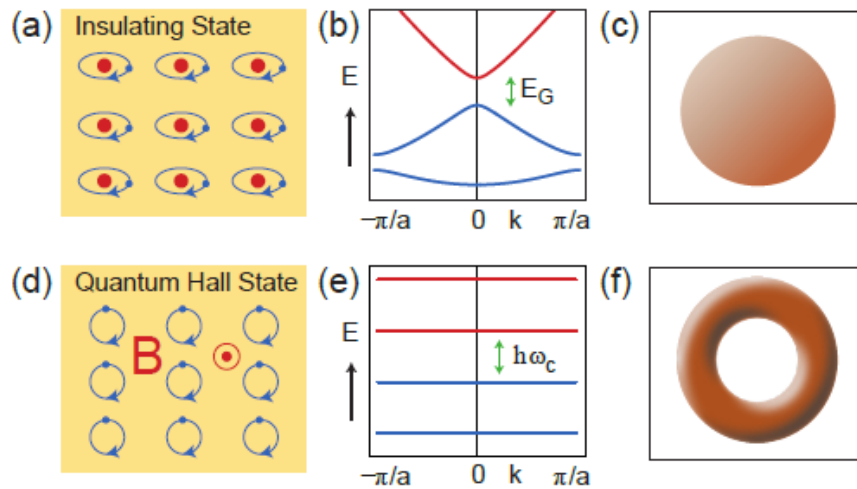 (a)
Insulating State
(b)
E
E_G
−π/a
0
k
π/a
(c)
(d)
Quantum Hall State
B
(e)
E
hω_c
−π/a
0
k
π/a
(f)